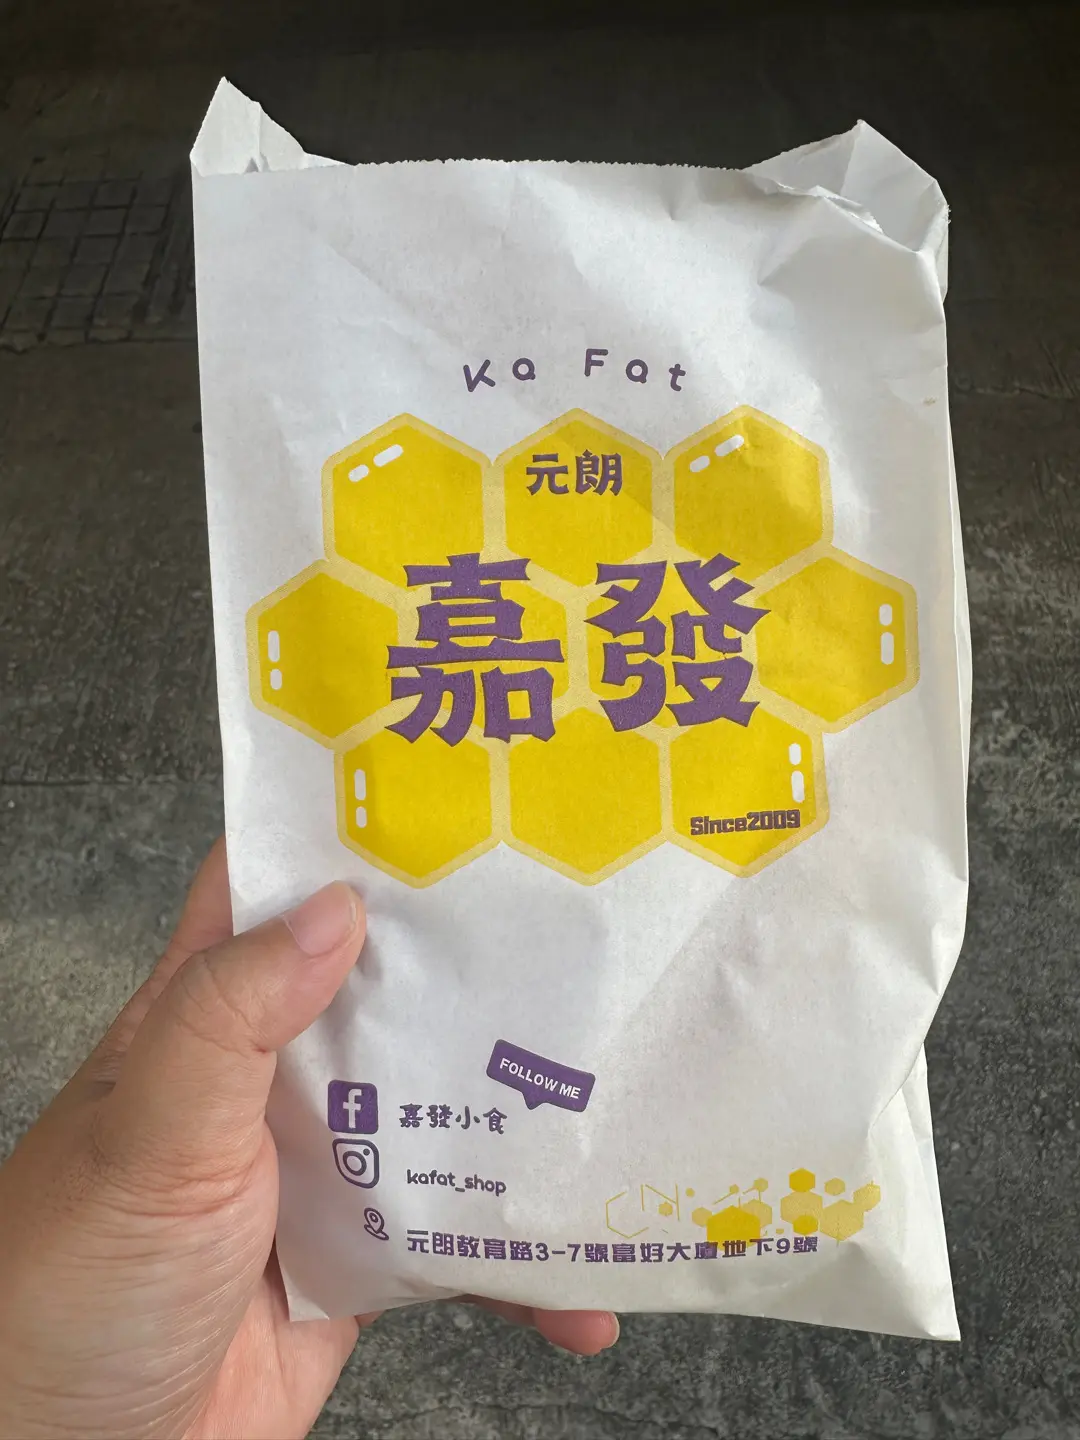 Ka Fat
元朗
嘉發
Since2009
FOLLOW ME
嘉發小食
kafat_shop
元朗教育路3-7號富好大廈地下9號